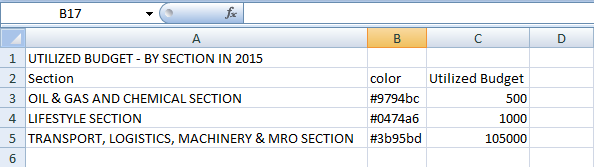 B17 fx
A B C D
1 UTILIZED BUDGET - BY SECTION IN 2015
2 Section color Utilized Budget
3 OIL & GAS AND CHEMICAL SECTION #9794bc 500
4 LIFESTYLE SECTION #0474a6 1000
5 TRANSPORT, LOGISTICS, MACHINERY & MRO SECTION #3b95bd 105000
6